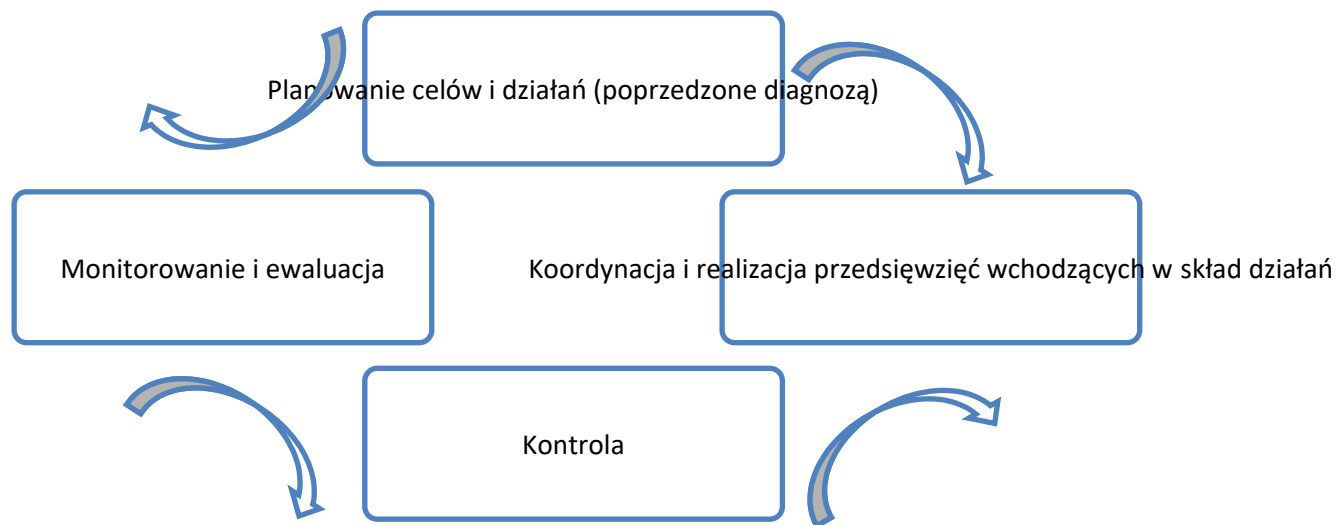 Planowanie celów i działań (poprzedzone diagnozą)
Monitorowanie i ewaluacja
Koordynacja i realizacja przedsięwzięć wchodzących w skład działań
Kontrola